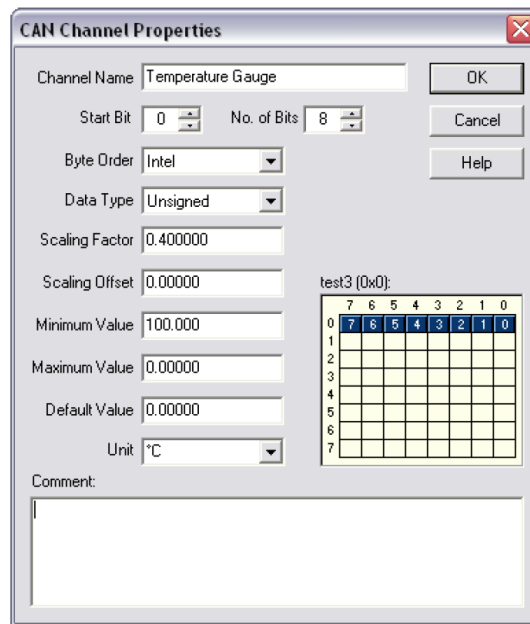 CAN Channel Properties
Channel Name Temperature Gauge OK
Start Bit 0 No. of Bits 8 Cancel
Byte Order Intel Help
Data Type Unsigned
Scaling Factor 0.400000
Scaling Offset 0.00000 test3 (0x0):
7 6 5 4 3 2 1 0
Minimum Value 100.000 0 7 6 5 4 3 2 1 0
1
2
Maximum Value 0.00000 3
4
Default Value 0.00000 5
6
Unit °C 7
Comment: